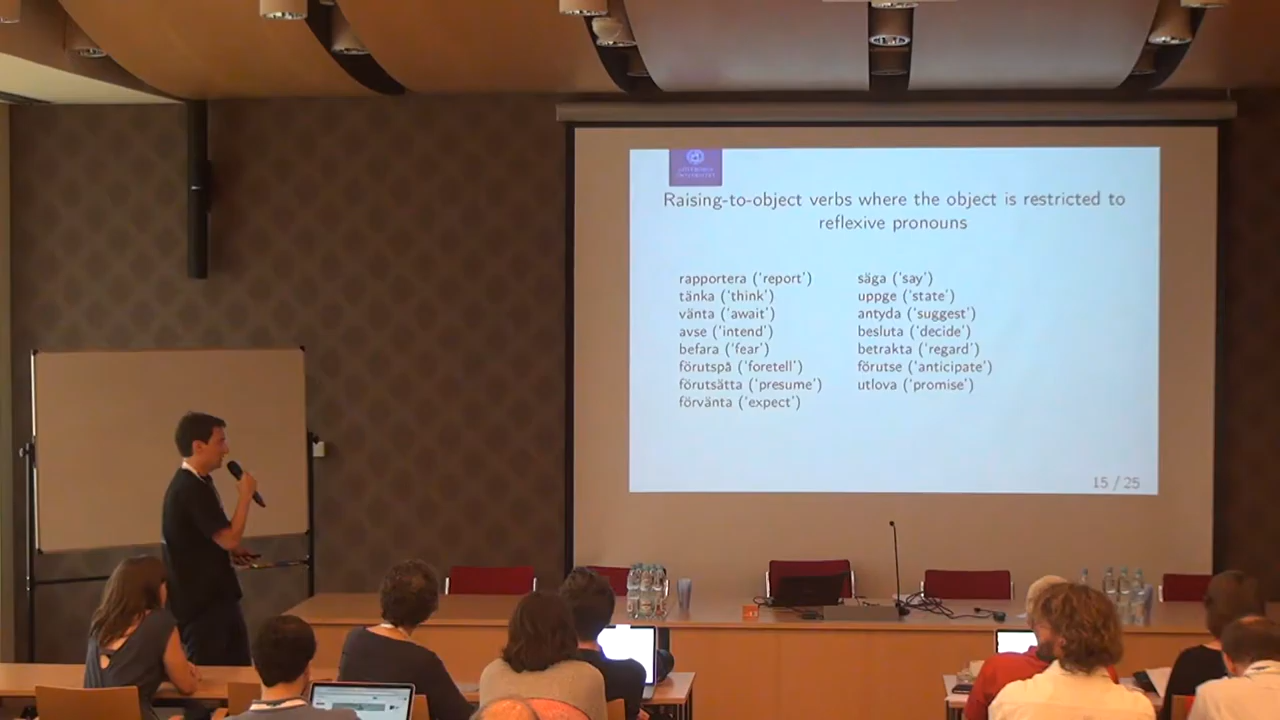 Raising-to-object verbs where the object is restricted to
reflexive pronouns
rapportera (‘report’)
tänka (‘think’)
vänta (‘await’)
avse (‘intend’)
befara (‘fear’)
förutspå (‘foretell’)
förutsätta (‘presume’)
förvänta (‘expect’)
säga (‘say’)
uppge (‘state’)
antyda (‘suggest’)
besluta (‘decide’)
betrakta (‘regard’)
förutse (‘anticipate’)
utlova (‘promise’)
15 / 25